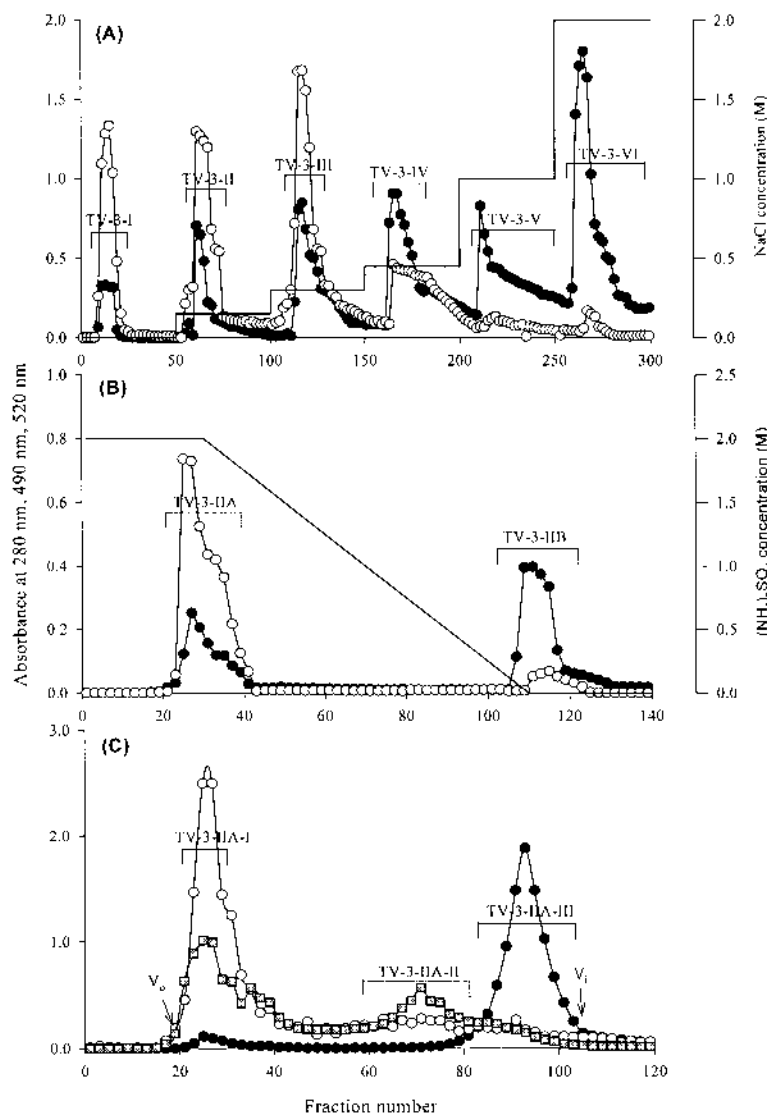 (A)
2.0
1.5
1.0
0.5
0.0
TV-3-I
TV-3-II
TV-3-III
TV-3-IV
TV-3-V
TV-3-VI
2.0
1.5
1.0
0.5
0.0
NaCl concentration (M)
0 50 100 150 200 250 300
Absorbance at 280 nm, 490 nm, 520 nm
(B)
0.8
0.6
0.4
0.2
0.0
TV-3-IIA
TV-3-IIB
2.5
2.0
1.5
1.0
0.5
0.0
(NH4)2SO4 concentration (M)
0 20 40 60 80 100 120 140
(C)
3.0
2.0
1.0
0.0
TV-3-IIA-I
TV-3-IIA-II
TV-3-IIA-III
Vo
Vi
0 20 40 60 80 100 120
Fraction number